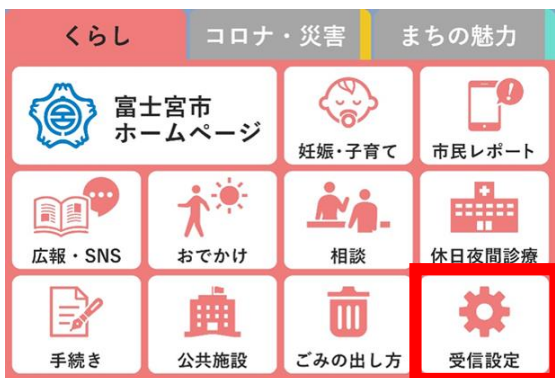 くらし
コロナ・災害
まちの魅力
富士宮市
ホームページ
妊娠・子育て
市民レポート
広報・SNS
おでかけ
相談
休日夜間診療
手続き
公共施設
ごみの出し方
受信設定